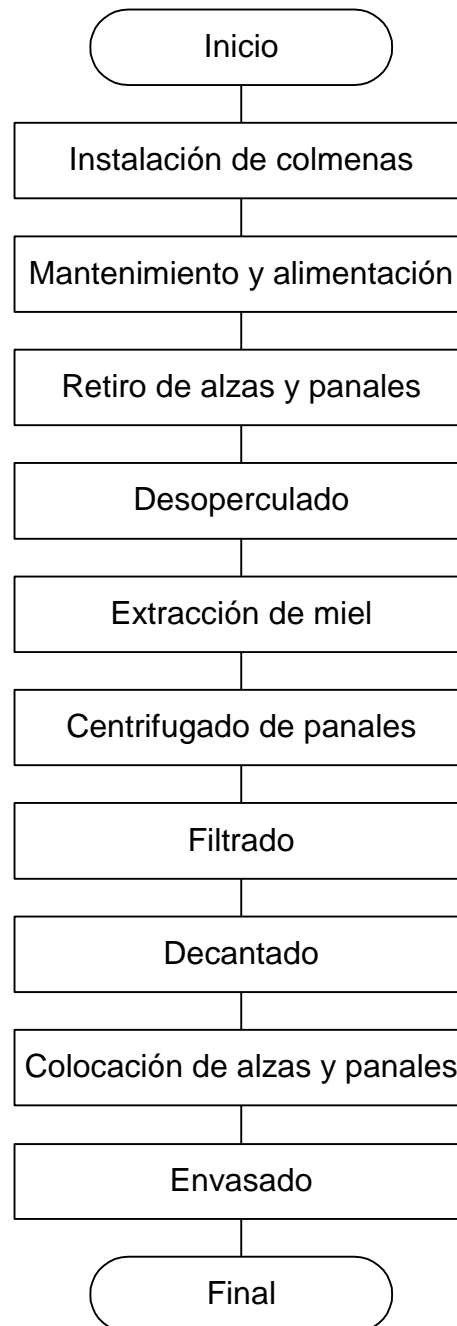 Inicio
Instalación de colmenas
Mantenimiento y alimentación
Retiro de alzas y panales
Desoperculado
Extracción de miel
Centrifugado de panales
Filtrado
Decantado
Colocación de alzas y panales
Envasado
Final